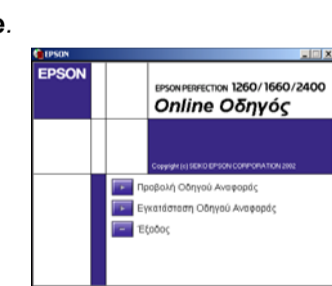 e.
EPSON
EPSON
EPSON PERFECTION 1260/1660/2400
Online Οδηγός
Copyright (c) SEIKO EPSON CORPORATION 2002
Προβολή Οδηγού Αναφοράς
Εγκατάσταση Οδηγού Αναφοράς
Έξοδος